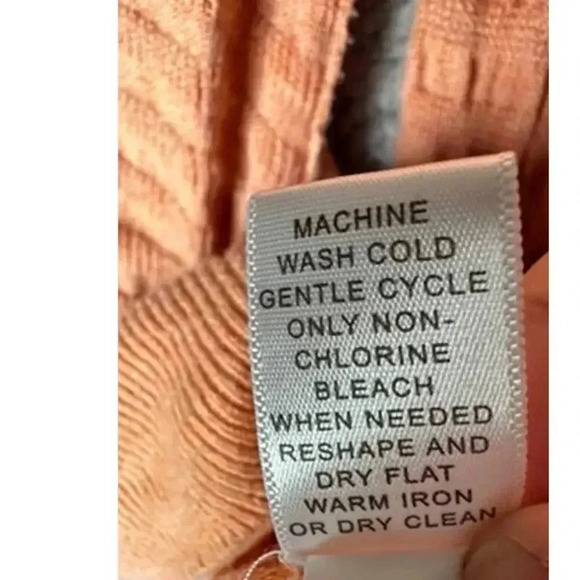 MACHINE
WASH COLD
GENTLE CYCLE
ONLY NON-
CHLORINE
BLEACH
WHEN NEEDED
RESHAPE AND
DRY FLAT
WARM IRON
OR DRY CLEAN